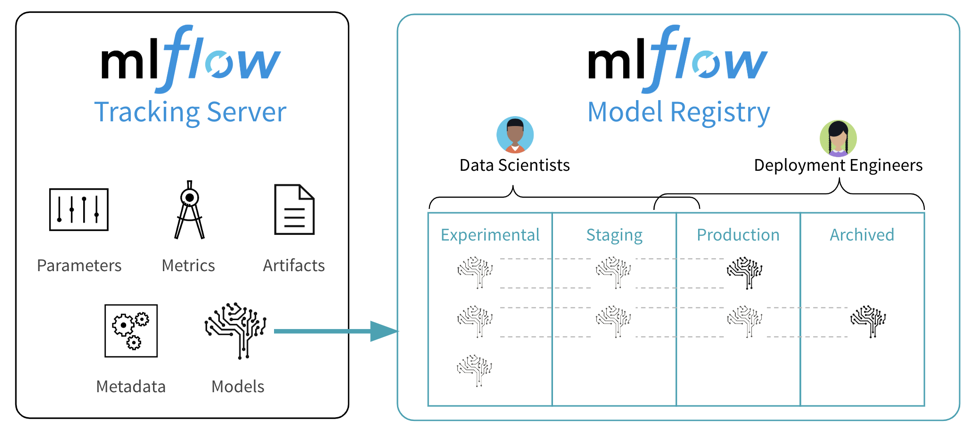 mlflow
Tracking Server
Parameters
Metrics
Artifacts
Metadata
Models
mlflow
Model Registry
Data Scientists
Deployment Engineers
Experimental
Staging
Production
Archived